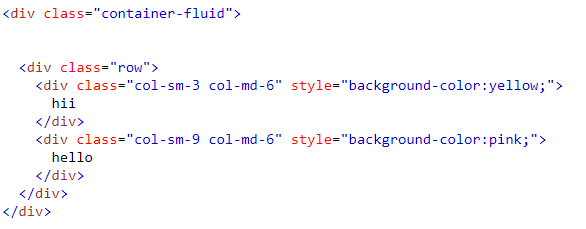 <div class="container-fluid">
<div class="row">
<div class="col-sm-3 col-md-6" style="background-color:yellow;">
hii
</div>
<div class="col-sm-9 col-md-6" style="background-color:pink;">
hello
</div>
</div>
</div>